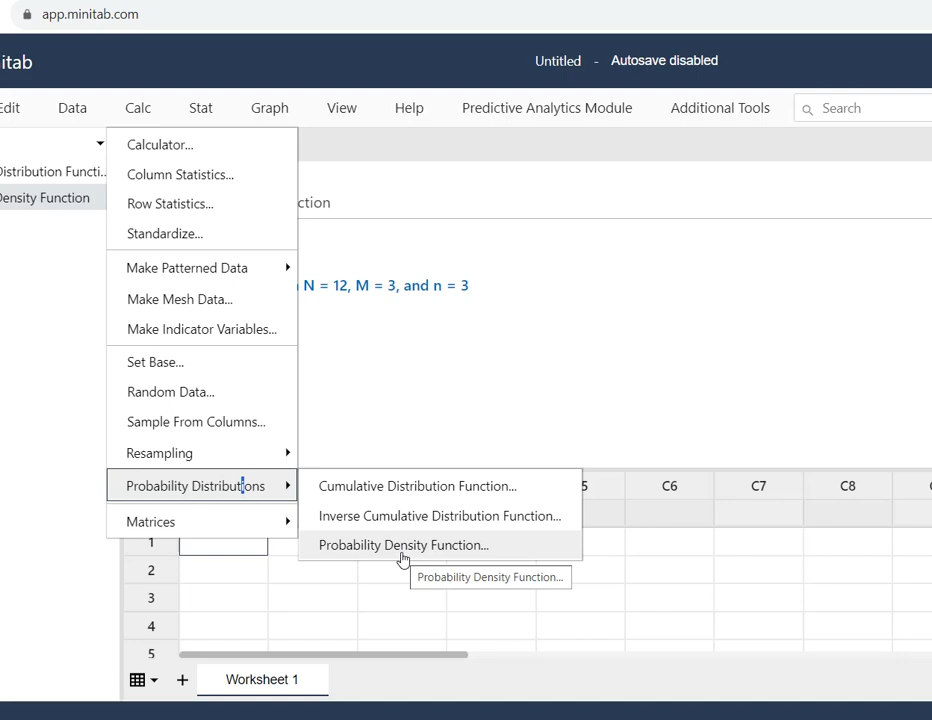 app.minitab.com
itab
Untitled - Autosave disabled
Edit Data Calc Stat Graph View Help Predictive Analytics Module Additional Tools Search
Calculator...
Distribution Functi...
Column Statistics...
Density Function
Row Statistics...
ction
Standardize...
Make Patterned Data
N = 12, M = 3, and n = 3
Make Mesh Data...
Make Indicator Variables...
Set Base...
Random Data...
Sample From Columns...
Resampling
Probability Distributions
Cumulative Distribution Function...
5 C6 C7 C8
Matrices
Inverse Cumulative Distribution Function...
Probability Density Function...
Probability Density Function...
1
2
3
4
5
+ Worksheet 1